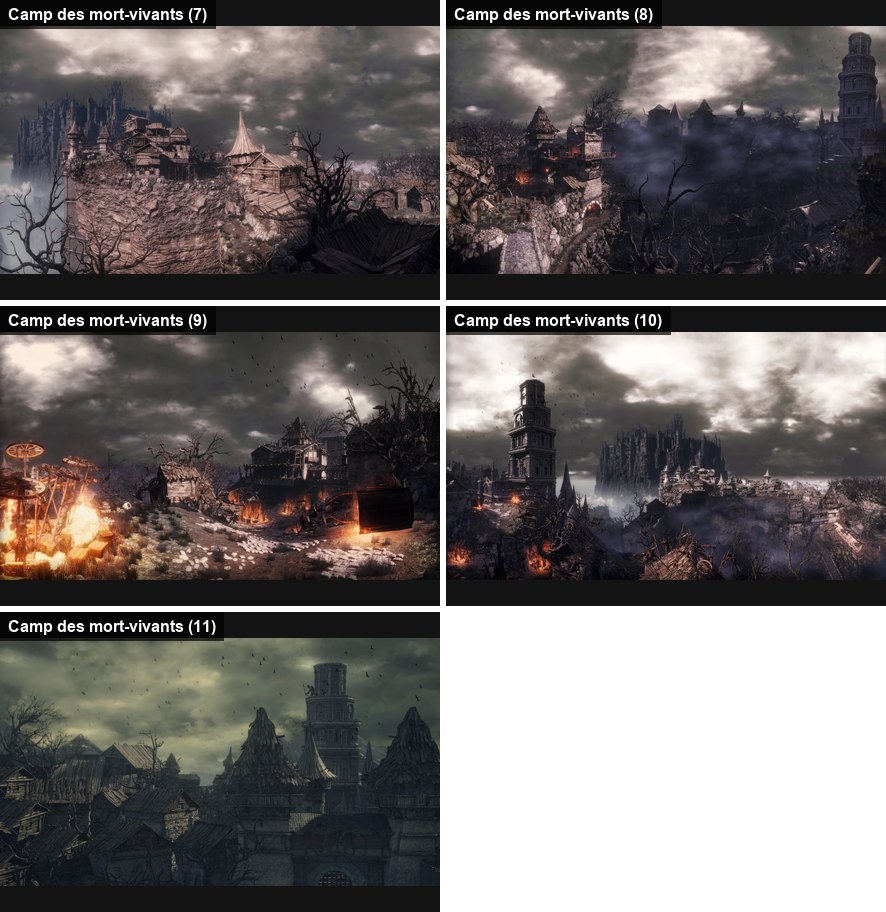 Camp des mort-vivants (7)
Camp des mort-vivants (8)
Camp des mort-vivants (9)
Camp des mort-vivants (10)
Camp des mort-vivants (11)